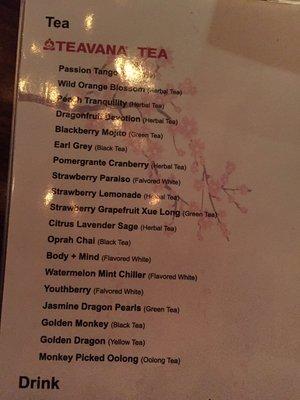 Tea
TEAVANA TEA
Passion Tango
Wild Orange Blossom (Herbal Tea)
Peach Tranquility (Herbal Tea)
Dragonfruit Devotion (Herbal Tea)
Blackberry Mojito (Green Tea)
Earl Grey (Black Tea)
Pomergrante Cranberry (Herbal Tea)
Strawberry Paraiso (Flavored White)
Strawberry Lemonade (Herbal Tea)
Strawberry Grapefruit Xue Long (Green Tea)
Citrus Lavender Sage (Herbal Tea)
Oprah Chai (Black Tea)
Body + Mind (Flavored White)
Watermelon Mint Chiller (Flavored White)
Youthberry (Falvored White)
Jasmine Dragon Pearls (Green Tea)
Golden Monkey (Black Tea)
Golden Dragon (Yellow Tea)
Monkey Picked Oolong (Oolong Tea)
Drink